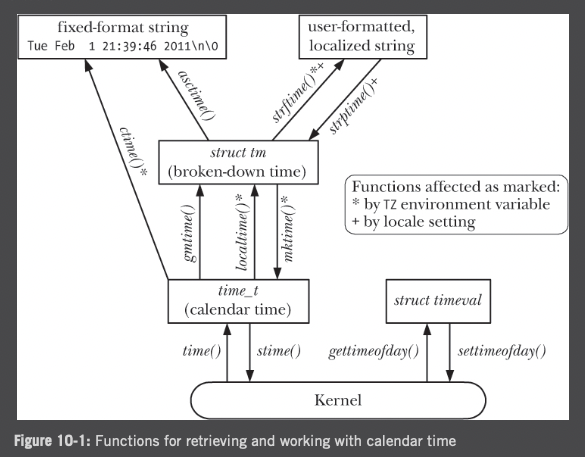 fixed-format string
Tue Feb  1 21:39:46 2011\n\0
user-formatted,
localized string
ctime()*
asctime()
strftime()*+
strptime()+
struct tm
(broken-down time)
Functions affected as marked:
* by TZ environment variable
+ by locale setting
gmtime()
localtime()*
mktime()*
time_t
(calendar time)
struct timeval
time()
stime()
gettimeofday()
settimeofday()
Kernel
Figure 10-1: Functions for retrieving and working with calendar time